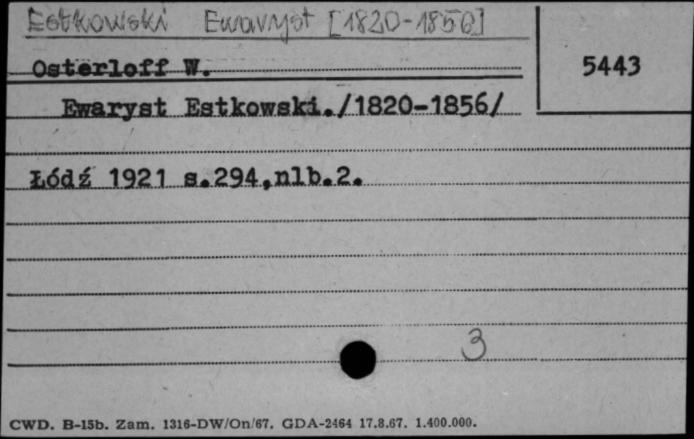 Estkowski Ewaryst [1820-1856]
Osterloff W.
5443
Ewaryst Estkowski./1820-1856/
Łódź 1921 s.294,nlb.2.
3
CWD. B-15b. Zam. 1316-DW/On/67. GDA-2464 17.8.67. 1.400.000.